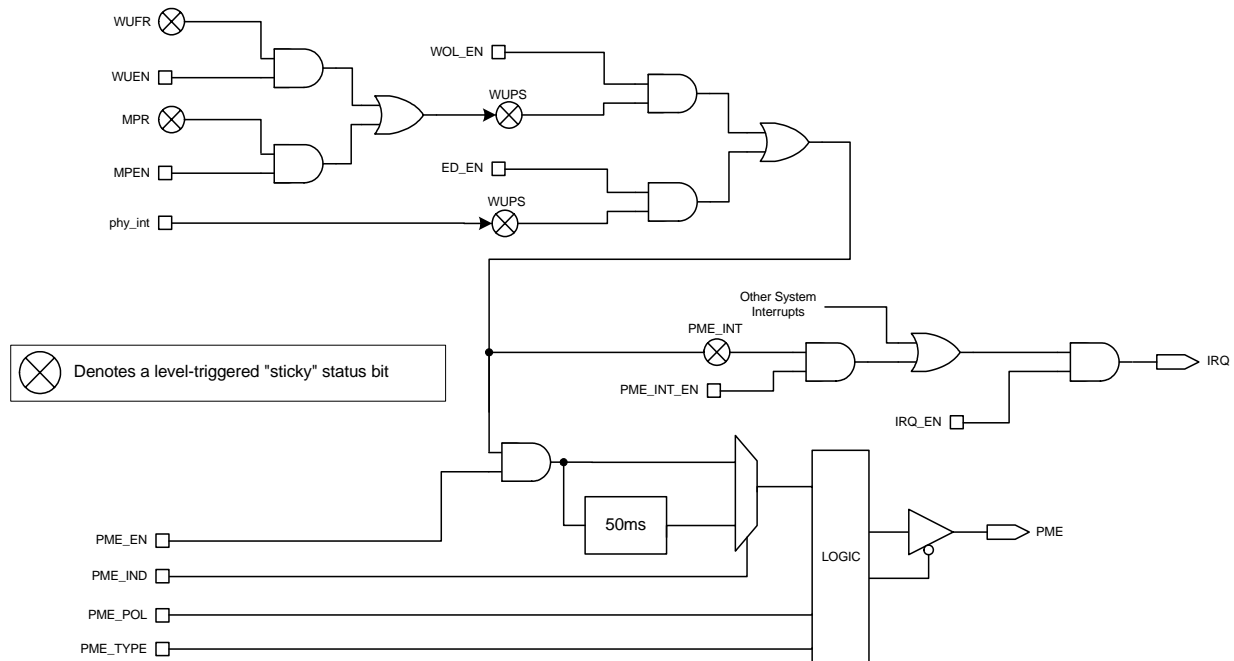 WUFR
WUEN
MPR
MPEN
phy_int
WOL_EN
WUPS
ED_EN
WUPS
Other System
Interrupts
PME_INT
PME_INT_EN
IRQ_EN
IRQ
Denotes a level-triggered "sticky" status bit
50ms
LOGIC
PME
PME_EN
PME_IND
PME_POL
PME_TYPE